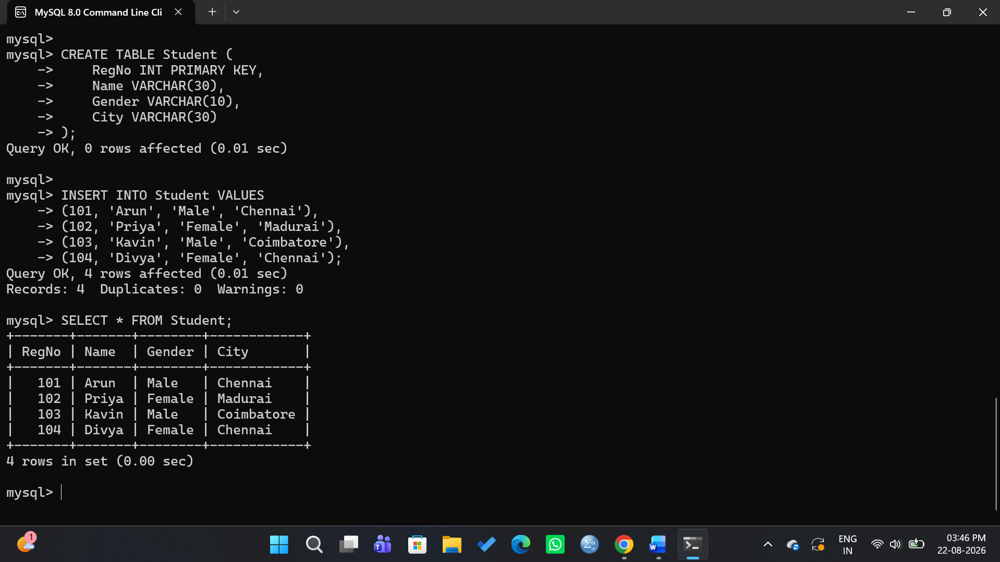 MySQL 8.0 Command Line Cli
mysql>
mysql> CREATE TABLE Student (
    ->     RegNo INT PRIMARY KEY,
    ->     Name VARCHAR(30),
    ->     Gender VARCHAR(10),
    ->     City VARCHAR(30)
    -> );
Query OK, 0 rows affected (0.01 sec)

mysql>
mysql> INSERT INTO Student VALUES
    -> (101, 'Arun', 'Male', 'Chennai'),
    -> (102, 'Priya', 'Female', 'Madurai'),
    -> (103, 'Kavin', 'Male', 'Coimbatore'),
    -> (104, 'Divya', 'Female', 'Chennai');
Query OK, 4 rows affected (0.01 sec)
Records: 4  Duplicates: 0  Warnings: 0

mysql> SELECT * FROM Student;
+-------+-------+--------+------------+
| RegNo | Name  | Gender | City       |
+-------+-------+--------+------------+
|   101 | Arun  | Male   | Chennai    |
|   102 | Priya | Female | Madurai    |
|   103 | Kavin | Male   | Coimbatore |
|   104 | Divya | Female | Chennai    |
+-------+-------+--------+------------+
4 rows in set (0.00 sec)

mysql>
1
ENG
IN
03:46 PM
22-08-2026